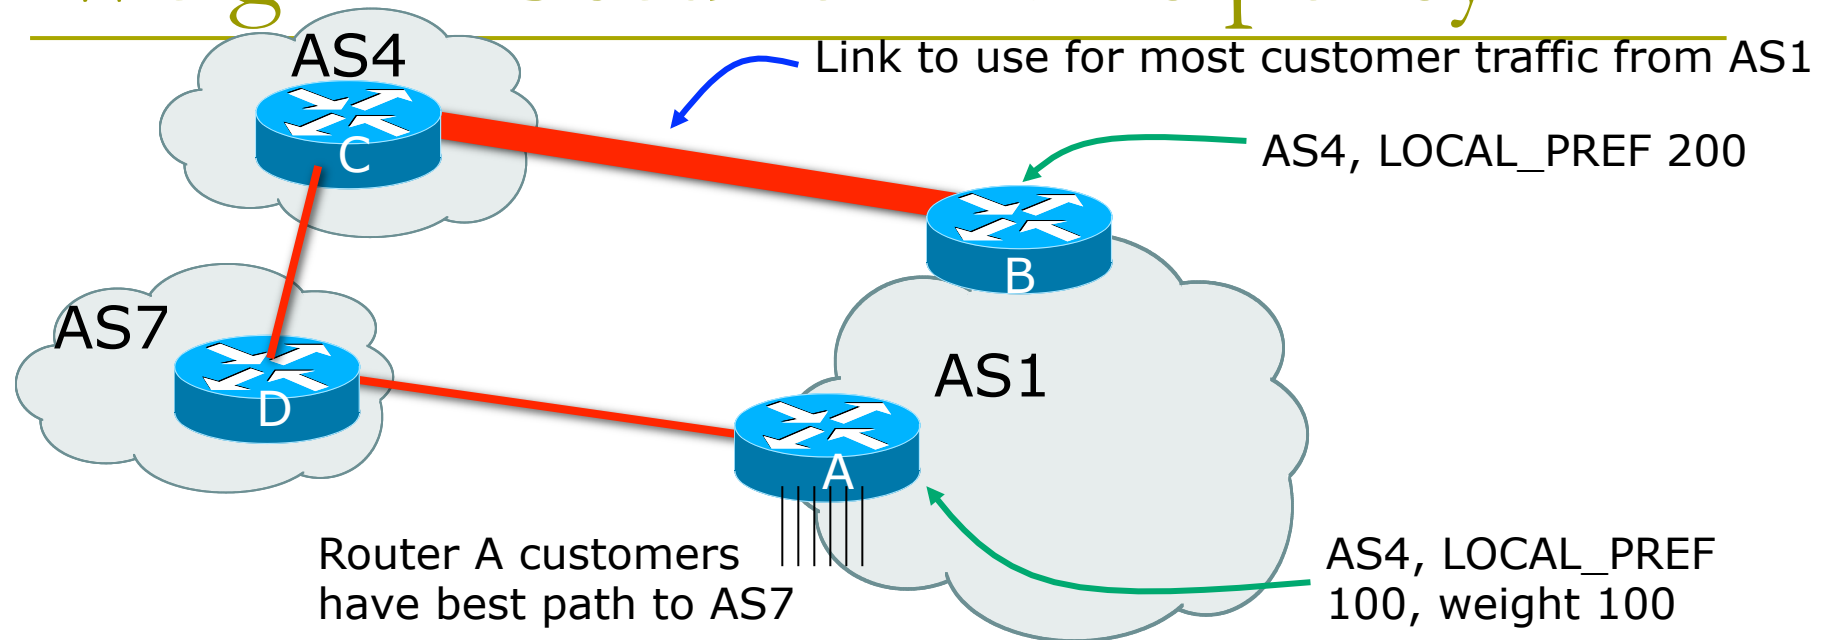 AS4
Link to use for most customer traffic from AS1
C
AS4, LOCAL_PREF 200
B
AS7
D
AS1
A
Router A customers
have best path to AS7
AS4, LOCAL_PREF
100, weight 100